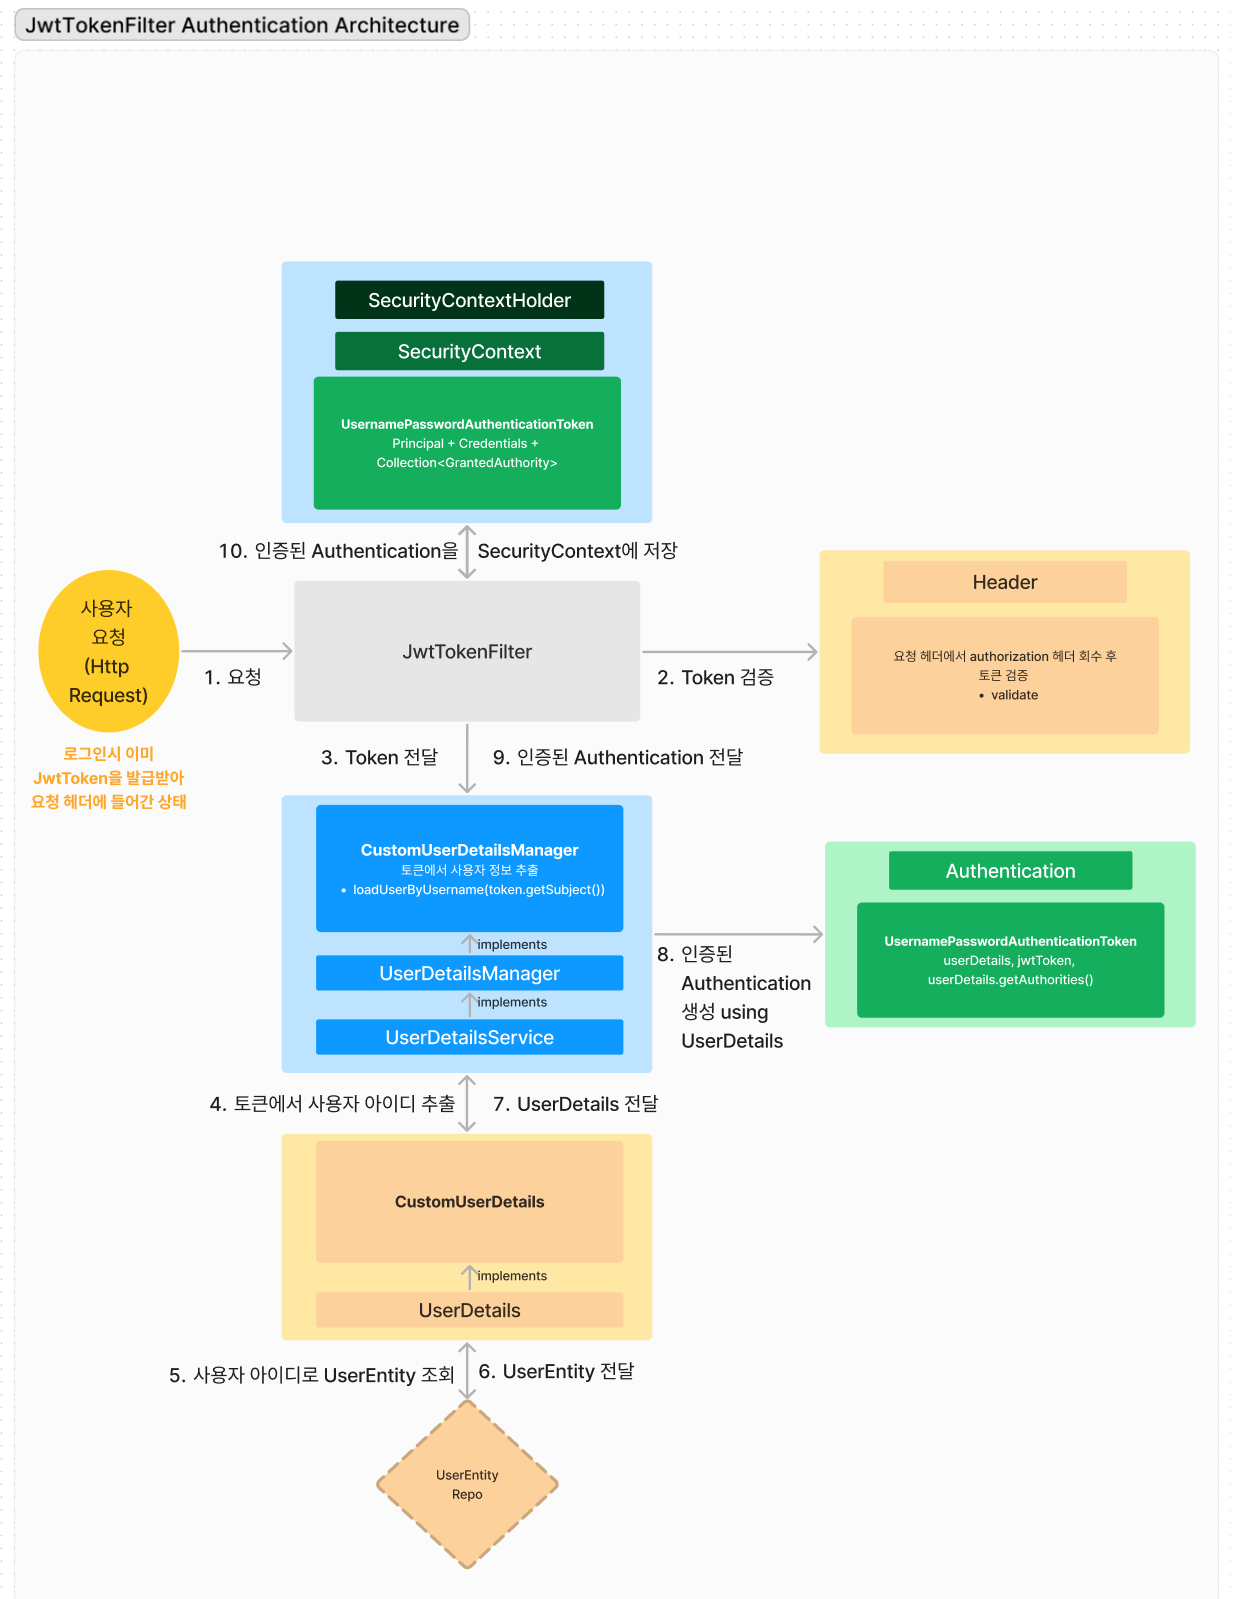 JwtTokenFilter Authentication Architecture
SecurityContextHolder
SecurityContext
UsernamePasswordAuthenticationToken
Principal + Credentials +
Collection<GrantedAuthority>
10. 인증된 Authentication을
SecurityContext에 저장
사용자
요청
(Http
Request)
로그인시 이미
JwtToken을 발급받아
요청 헤더에 들어간 상태
1. 요청
JwtTokenFilter
2. Token 검증
Header
요청 헤더에서 authorization 헤더 회수 후
토큰 검증
• validate
3. Token 전달
9. 인증된 Authentication 전달
CustomUserDetailsManager
토큰에서 사용자 정보 추출
• loadUserByUsername(token.getSubject())
implements
UserDetailsManager
implements
UserDetailsService
8. 인증된
Authentication
생성 using
UserDetails
Authentication
UsernamePasswordAuthenticationToken
userDetails, jwtToken,
userDetails.getAuthorities()
4. 토큰에서 사용자 아이디 추출
7. UserDetails 전달
CustomUserDetails
implements
UserDetails
5. 사용자 아이디로 UserEntity 조회
6. UserEntity 전달
UserEntity
Repo